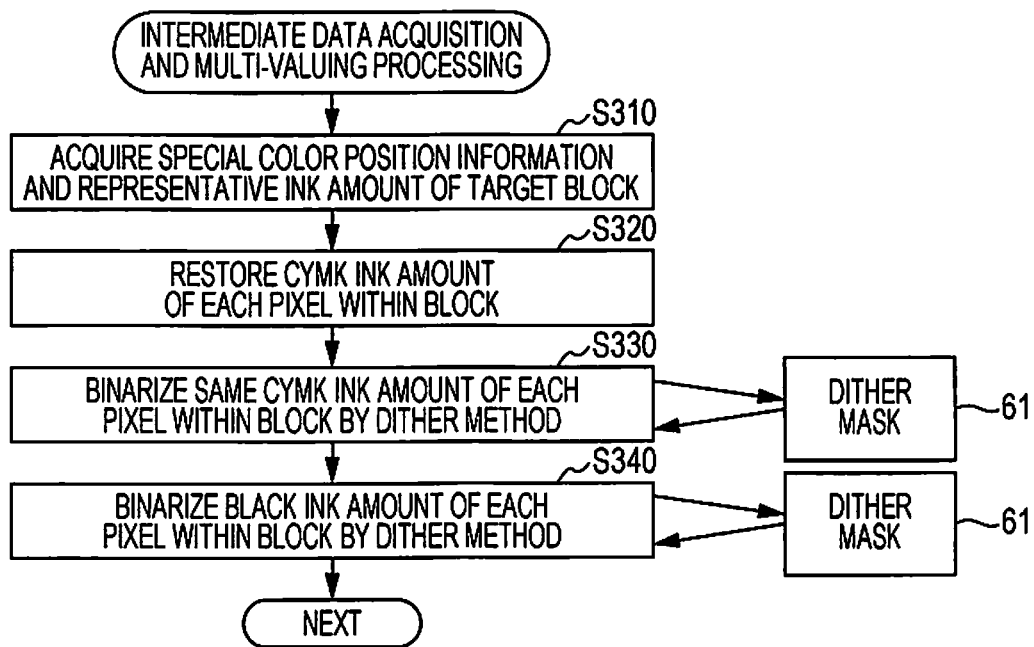 INTERMEDIATE DATA ACQUISITION
AND MULTI-VALUING PROCESSING
S310
ACQUIRE SPECIAL COLOR POSITION INFORMATION
AND REPRESENTATIVE INK AMOUNT OF TARGET BLOCK
S320
RESTORE CYMK INK AMOUNT
OF EACH PIXEL WITHIN BLOCK
S330
BINARIZE SAME CYMK INK AMOUNT OF EACH
PIXEL WITHIN BLOCK BY DITHER METHOD
DITHER
MASK
61
S340
BINARIZE BLACK INK AMOUNT OF EACH
PIXEL WITHIN BLOCK BY DITHER METHOD
DITHER
MASK
61
NEXT